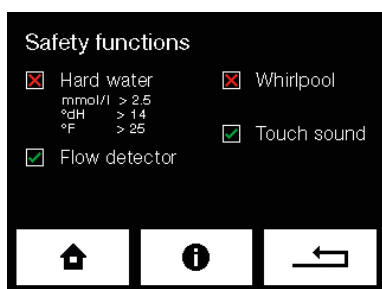 Safety functions
Hard water
mmol/l > 2.5
°dH > 14
°F > 25
Flow detector
Whirlpool
Touch sound